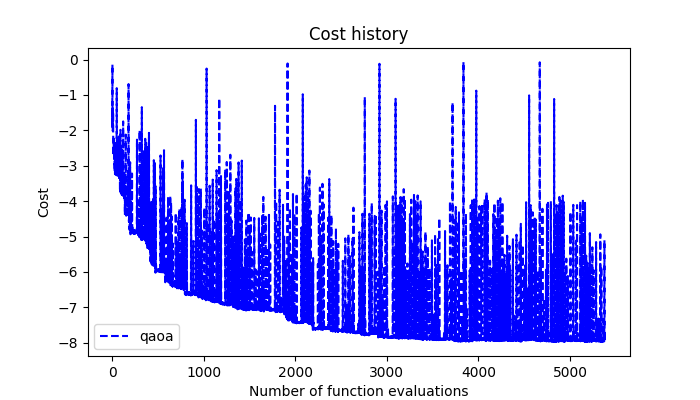 Cost history
0
−1
−2
−3
−4
−5
−6
−7
−8
Cost
qaoa
0 1000 2000 3000 4000 5000
Number of function evaluations